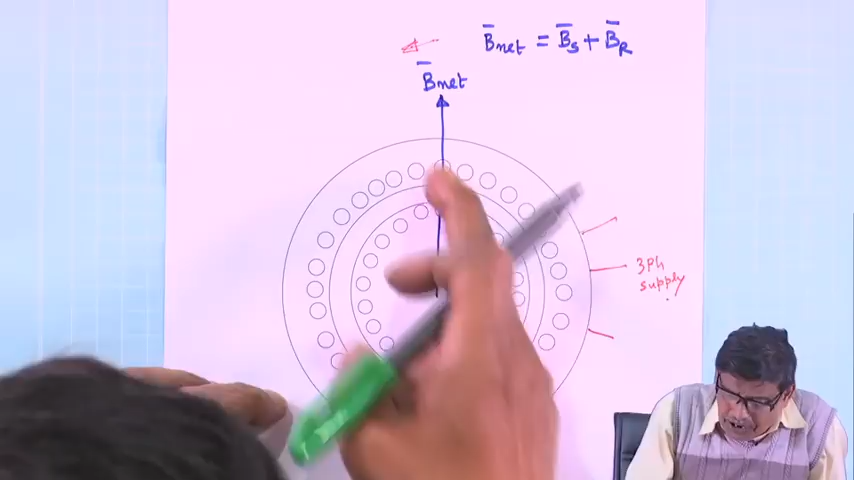 B̅net = B̅s + B̅R
B̅net
3Ph
supply